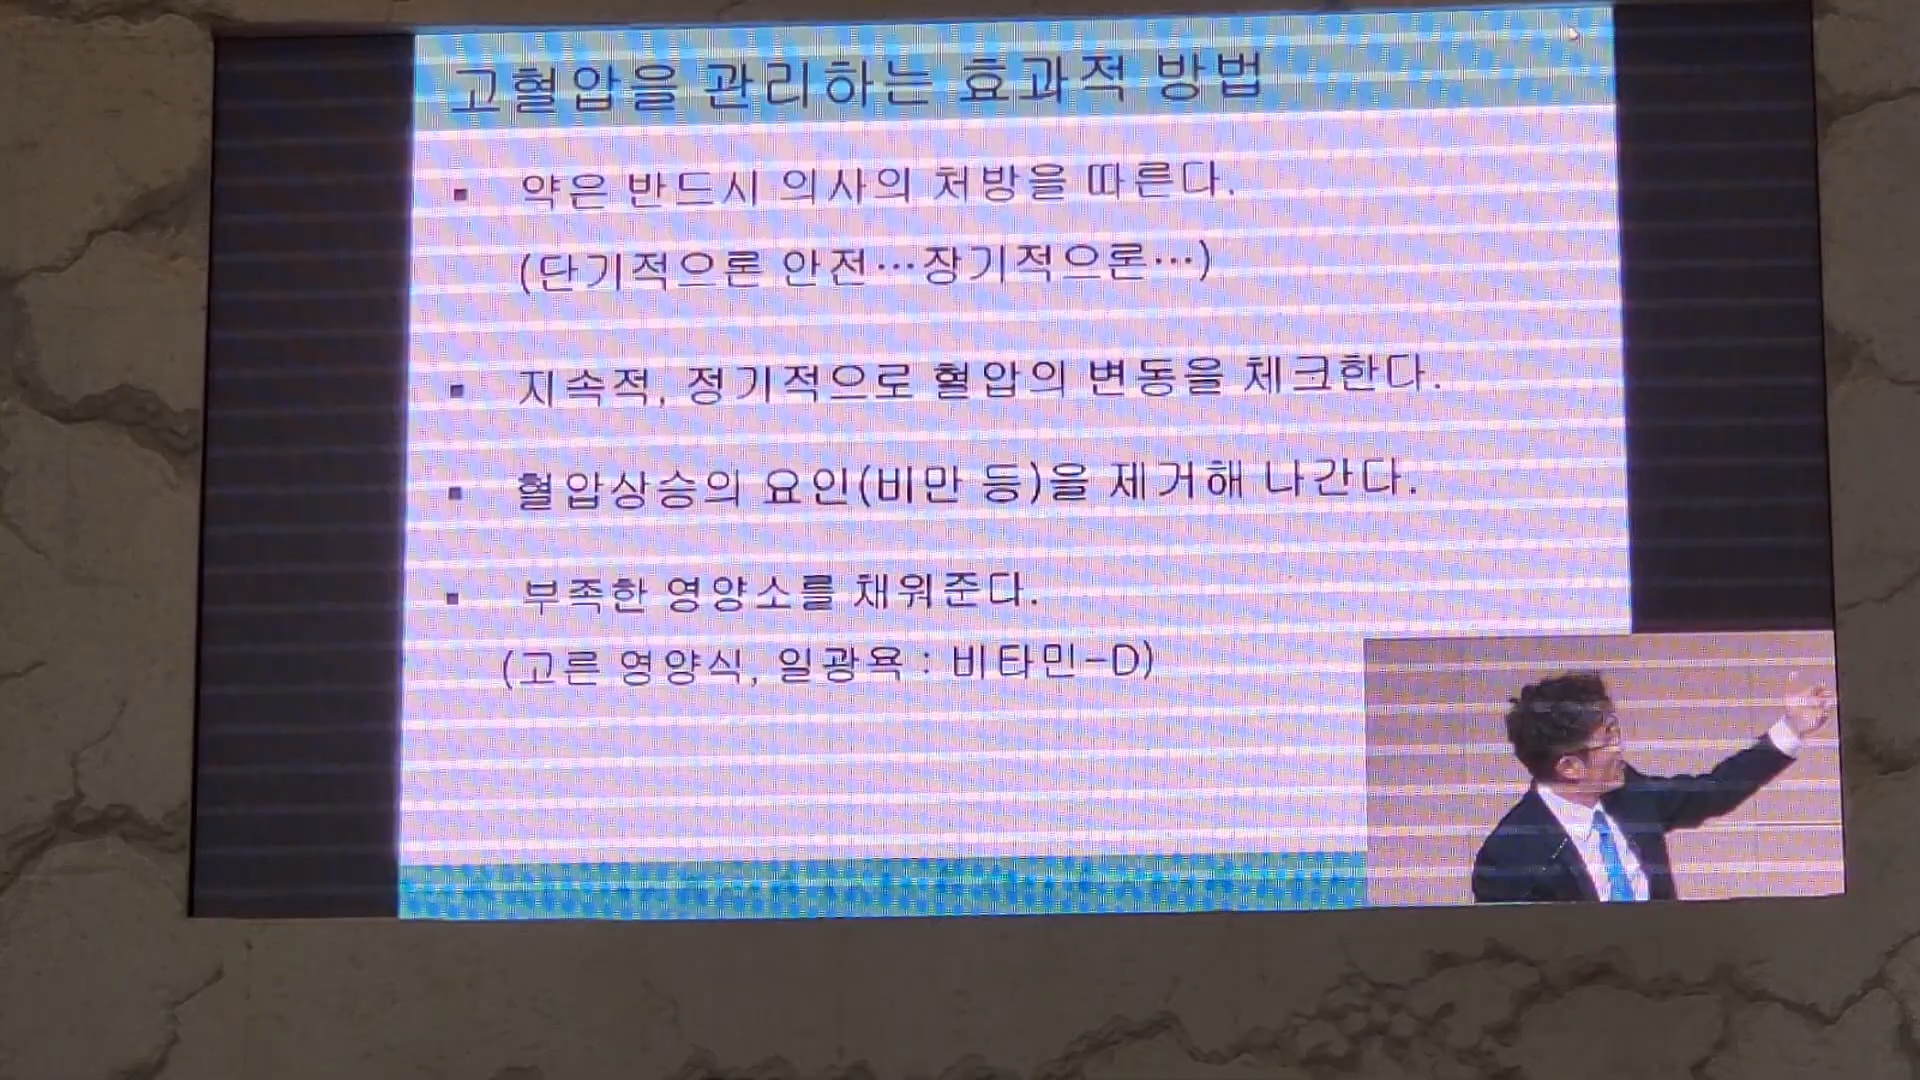 고혈압을 관리하는 효과적 방법
▪ 약은 반드시 의사의 처방을 따른다.
(단기적으론 안전…장기적으론…)
▪ 지속적, 정기적으로 혈압의 변동을 체크한다.
▪ 혈압상승의 요인(비만 등)을 제거해 나간다.
▪ 부족한 영양소를 채워준다.
(고른 영양식, 일광욕 : 비타민-D)